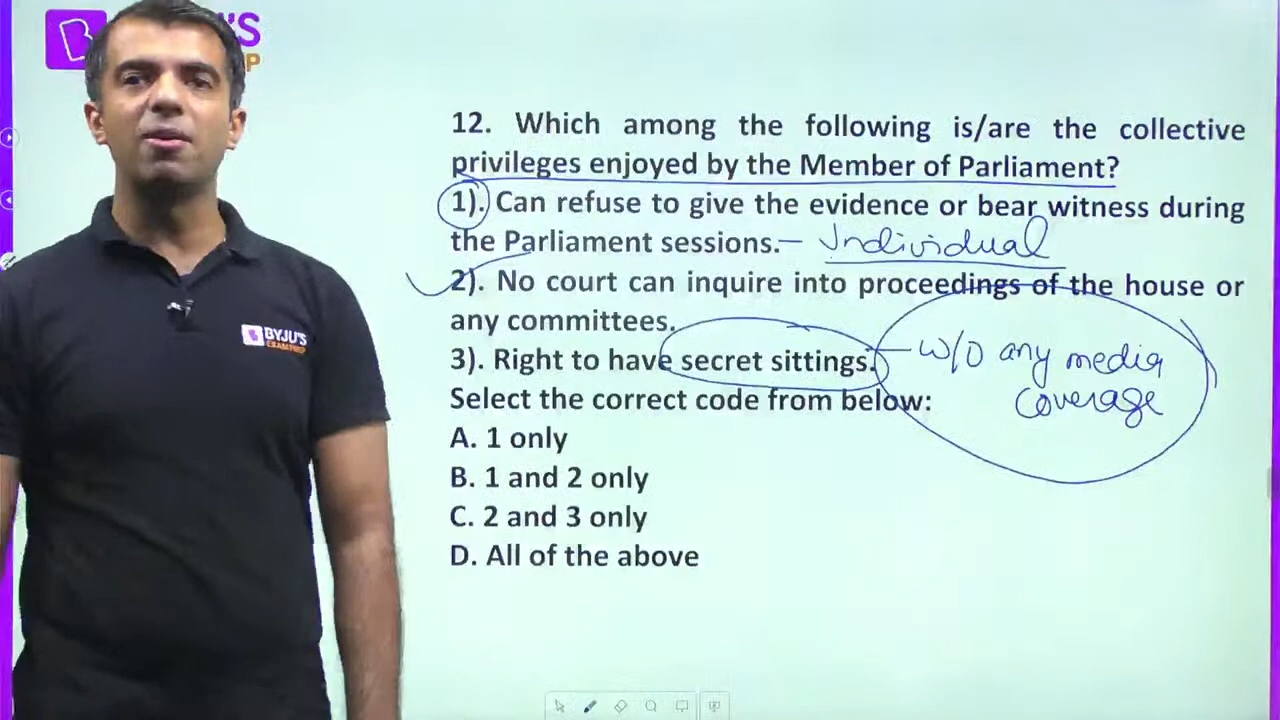 12. Which among the following is/are the collective
privileges enjoyed by the Member of Parliament?
1). Can refuse to give the evidence or bear witness during
the Parliament sessions. — Individual
2). No court can inquire into proceedings of the house or
any committees.
3). Right to have secret sittings. — w/o any media
coverage
Select the correct code from below:
A. 1 only
B. 1 and 2 only
C. 2 and 3 only
D. All of the above
BYJU'S
EXAM PREP
'S
P